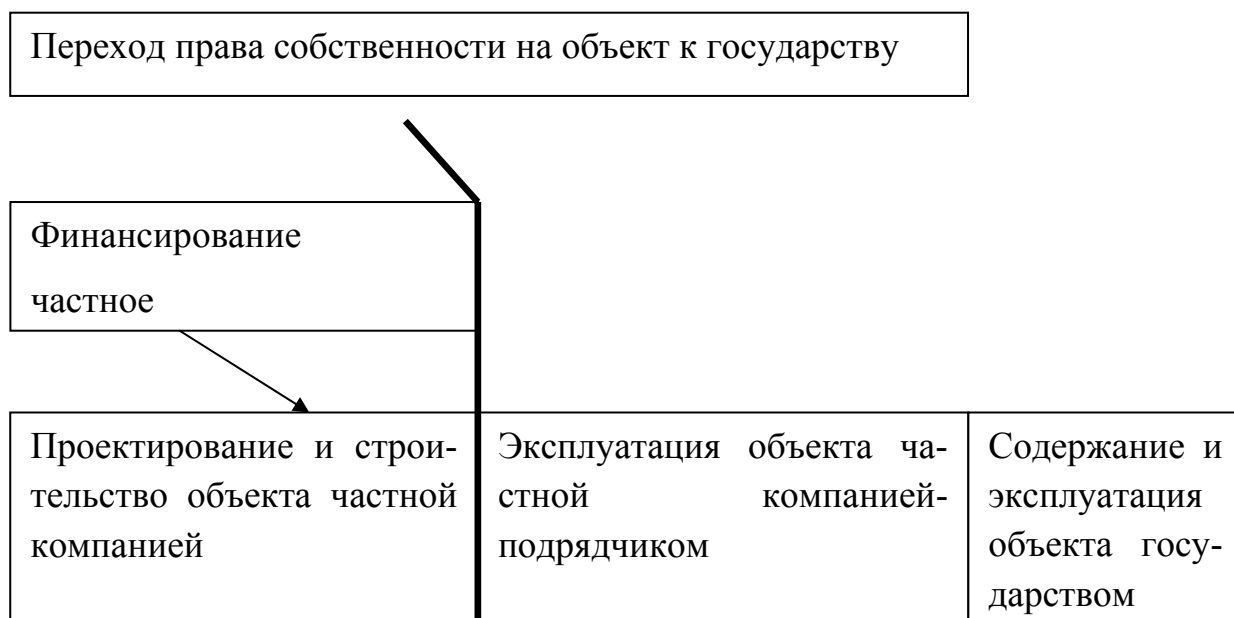 Переход права собственности на объект к государству
Финансирование
частное
Проектирование и строи-
тельство объекта частной
компанией
Эксплуатация объекта ча-
стной компанией-
подрядчиком
Содержание и
эксплуатация
объекта госу-
дарством